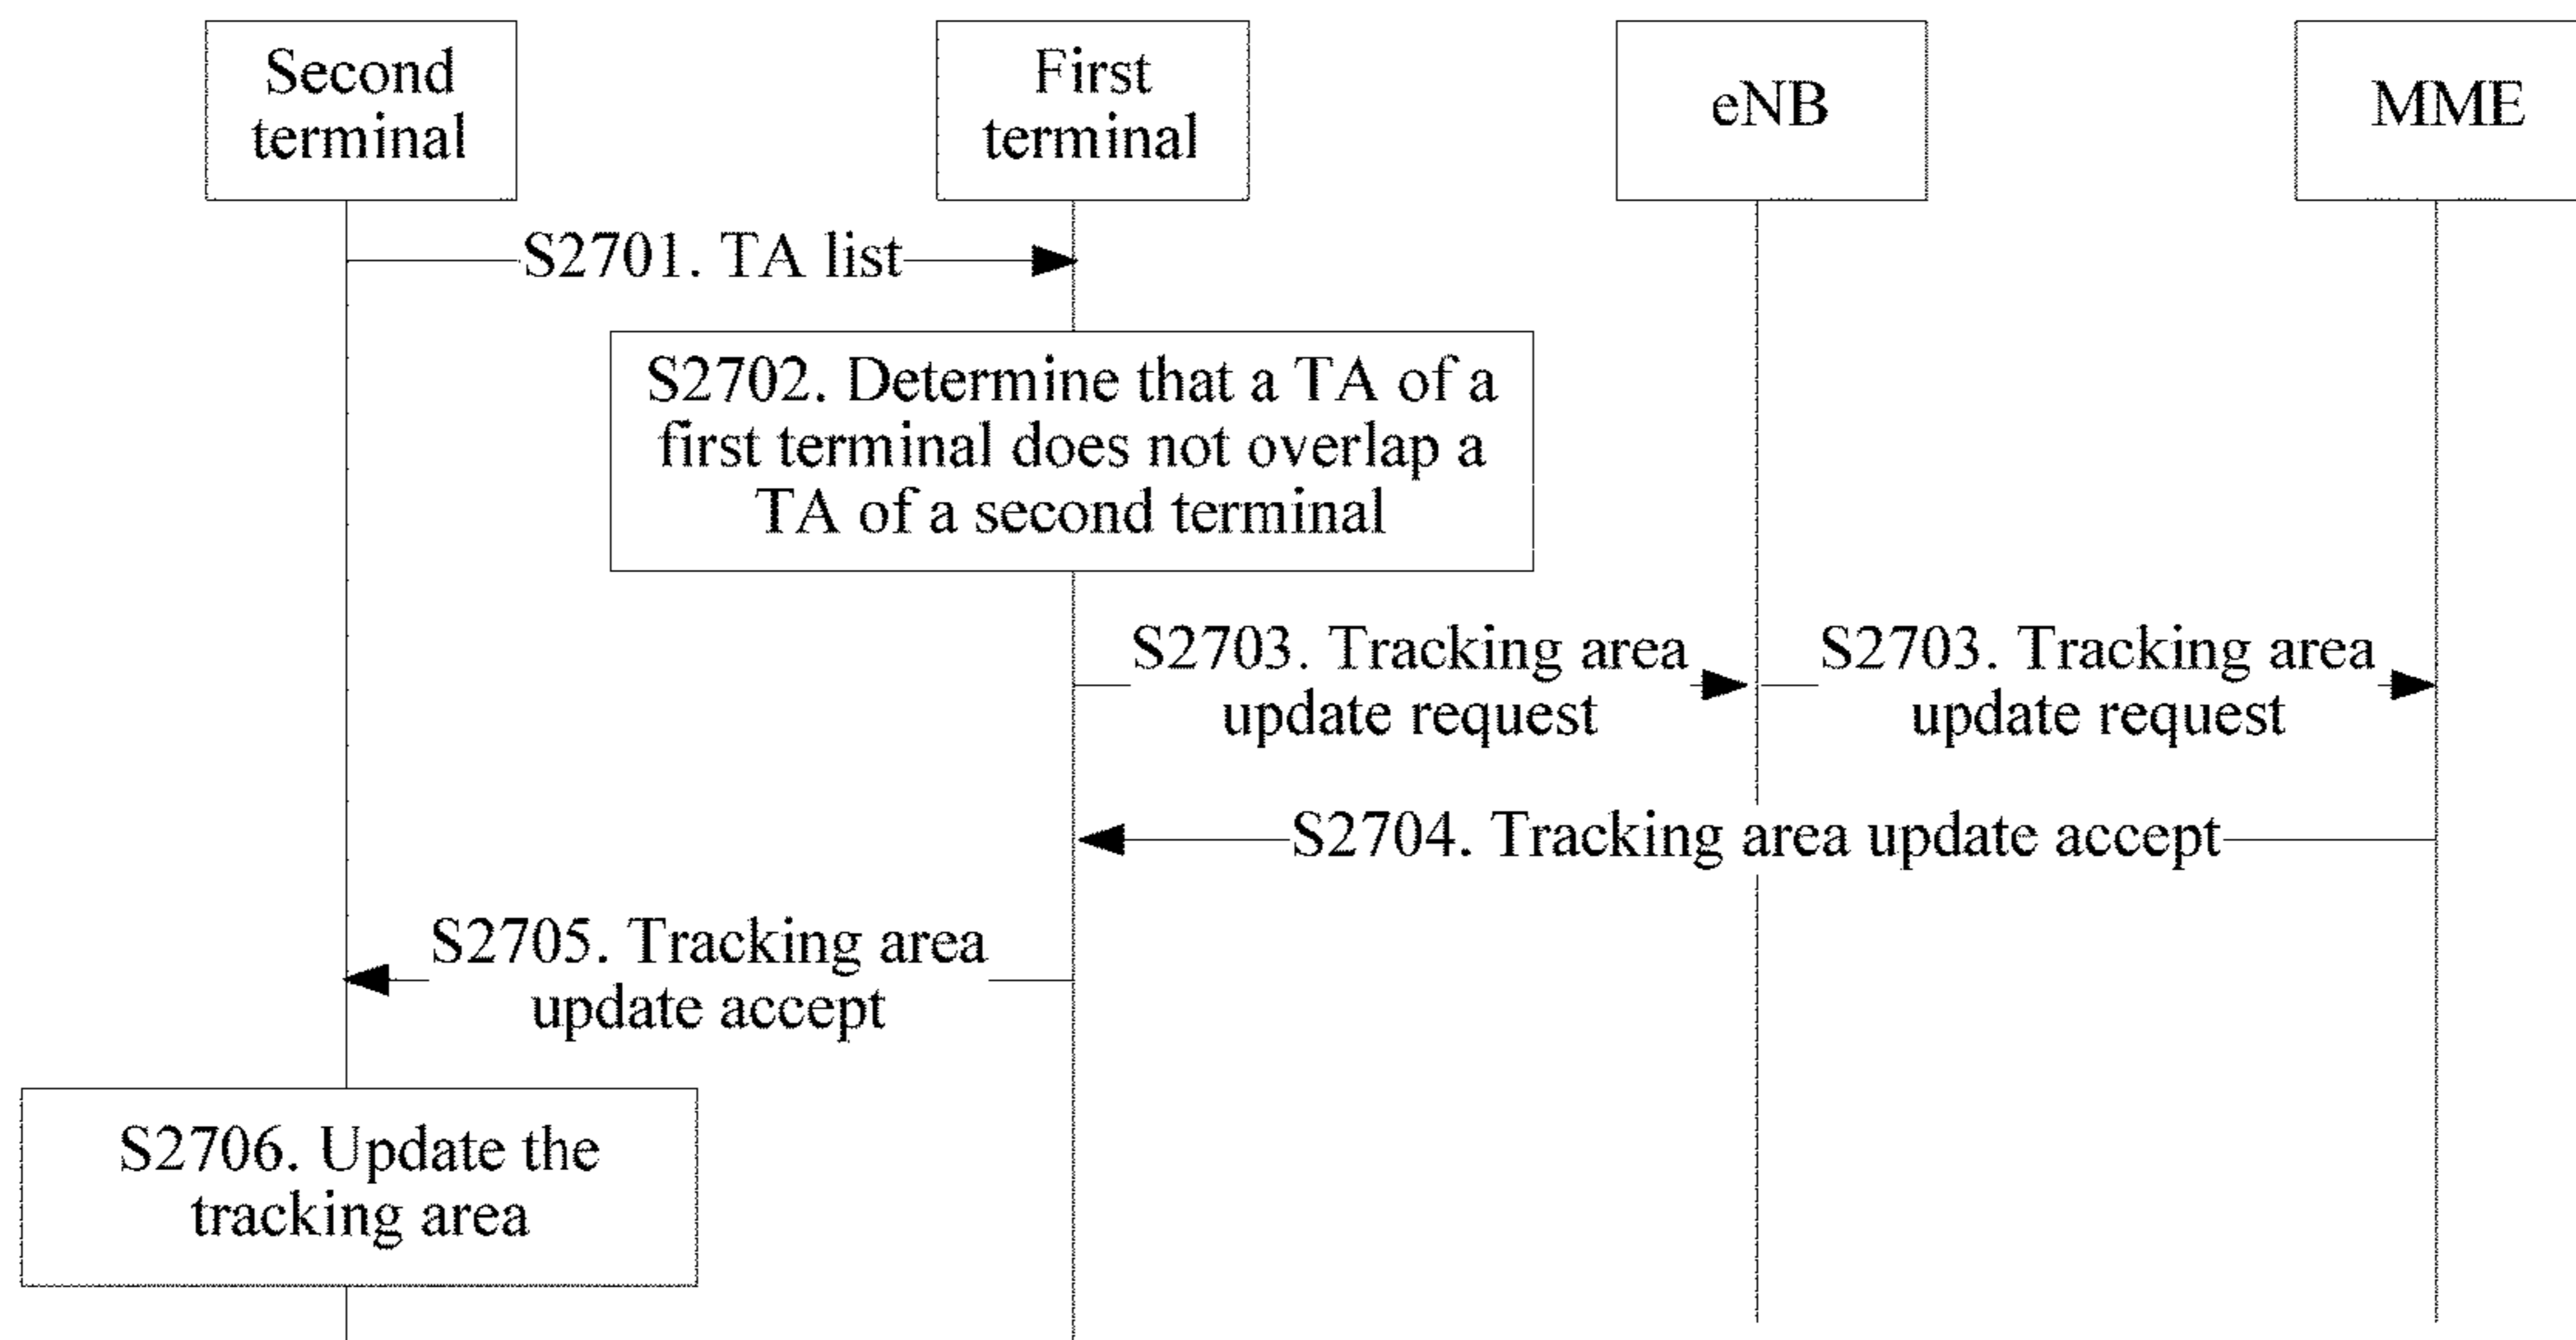 Second
terminal
First
terminal
eNB
MME
S2701. TA list
S2702. Determine that a TA of a
first terminal does not overlap a
TA of a second terminal
S2703. Tracking area
update request
S2703. Tracking area
update request
S2704. Tracking area update accept
S2705. Tracking area
update accept
S2706. Update the
tracking area